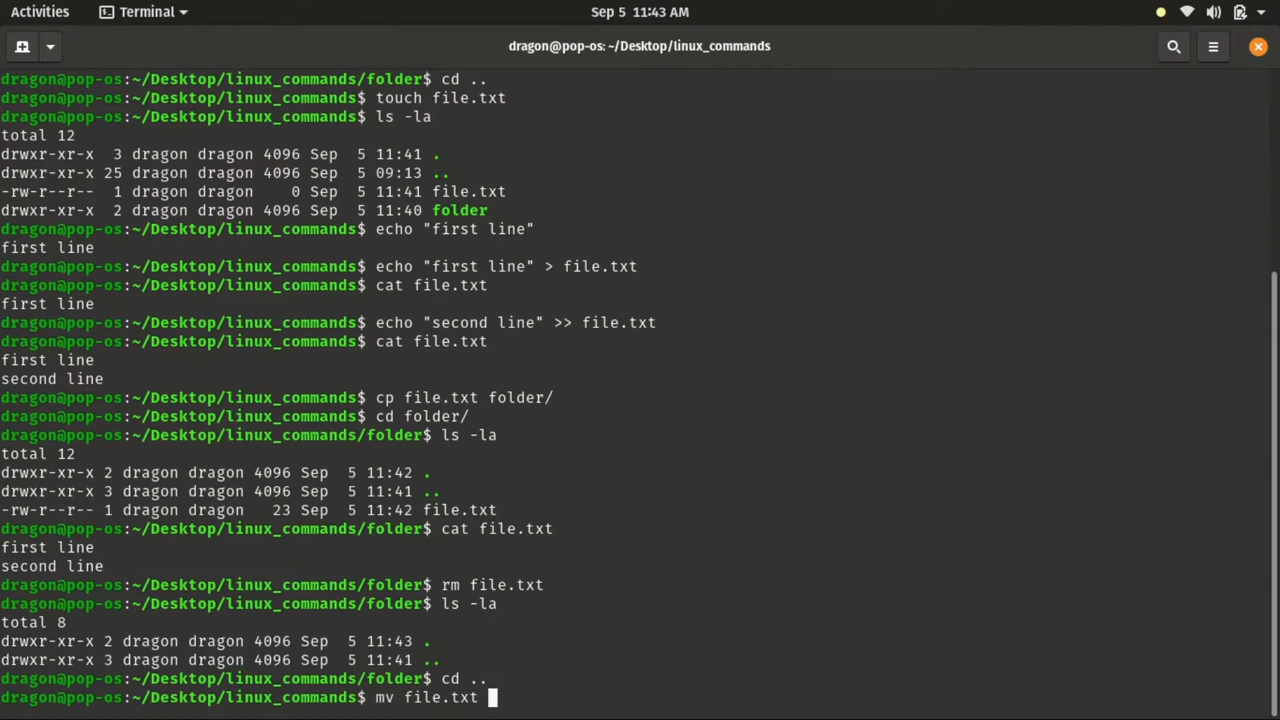 Activities Terminal Sep 5 11:43 AM
dragon@pop-os: ~/Desktop/linux_commands
dragon@pop-os:~/Desktop/linux_commands/folder$ cd ..
dragon@pop-os:~/Desktop/linux_commands$ touch file.txt
dragon@pop-os:~/Desktop/linux_commands$ ls -la
total 12
drwxr-xr-x  3 dragon dragon 4096 Sep  5 11:41 .
drwxr-xr-x 25 dragon dragon 4096 Sep  5 09:13 ..
-rw-r--r--  1 dragon dragon    0 Sep  5 11:41 file.txt
drwxr-xr-x  2 dragon dragon 4096 Sep  5 11:40 folder
dragon@pop-os:~/Desktop/linux_commands$ echo "first line"
first line
dragon@pop-os:~/Desktop/linux_commands$ echo "first line" > file.txt
dragon@pop-os:~/Desktop/linux_commands$ cat file.txt
first line
dragon@pop-os:~/Desktop/linux_commands$ echo "second line" >> file.txt
dragon@pop-os:~/Desktop/linux_commands$ cat file.txt
first line
second line
dragon@pop-os:~/Desktop/linux_commands$ cp file.txt folder/
dragon@pop-os:~/Desktop/linux_commands$ cd folder/
dragon@pop-os:~/Desktop/linux_commands/folder$ ls -la
total 12
drwxr-xr-x 2 dragon dragon 4096 Sep  5 11:42 .
drwxr-xr-x 3 dragon dragon 4096 Sep  5 11:41 ..
-rw-r--r-- 1 dragon dragon   23 Sep  5 11:42 file.txt
dragon@pop-os:~/Desktop/linux_commands/folder$ cat file.txt
first line
second line
dragon@pop-os:~/Desktop/linux_commands/folder$ rm file.txt
dragon@pop-os:~/Desktop/linux_commands/folder$ ls -la
total 8
drwxr-xr-x 2 dragon dragon 4096 Sep  5 11:43 .
drwxr-xr-x 3 dragon dragon 4096 Sep  5 11:41 ..
dragon@pop-os:~/Desktop/linux_commands/folder$ cd ..
dragon@pop-os:~/Desktop/linux_commands$ mv file.txt